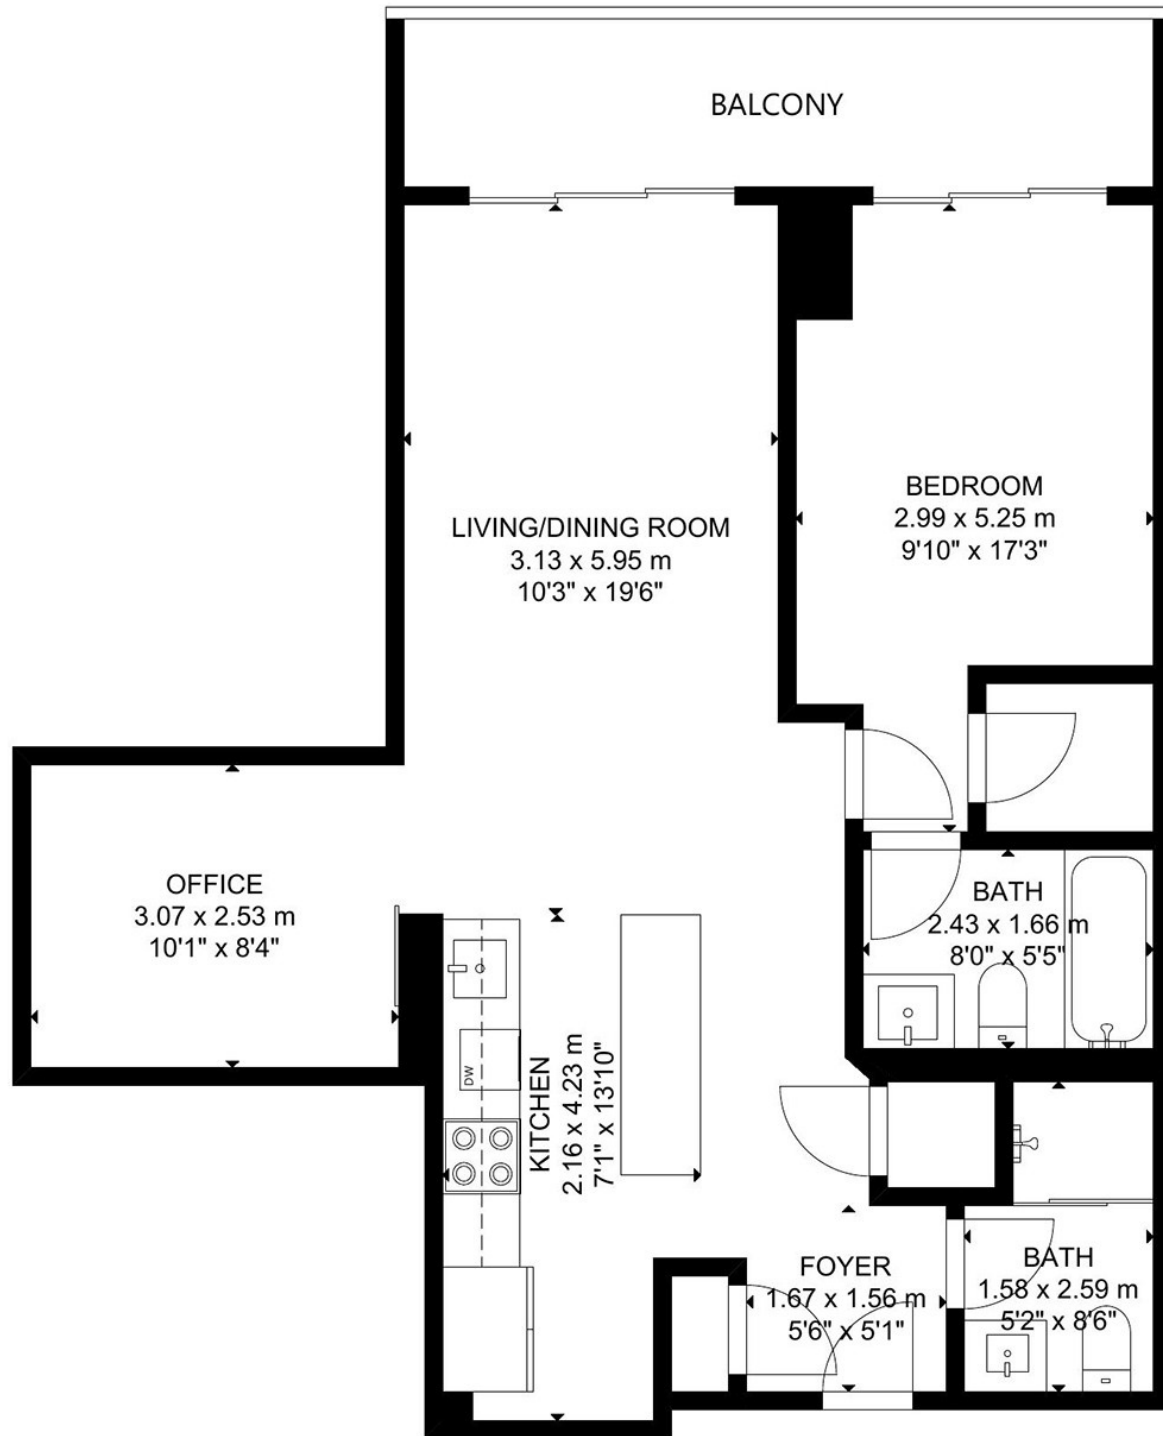 BALCONY
LIVING/DINING ROOM
3.13 x 5.95 m
10'3" x 19'6"
BEDROOM
2.99 x 5.25 m
9'10" x 17'3"
OFFICE
3.07 x 2.53 m
10'1" x 8'4"
BATH
2.43 x 1.66 m
8'0" x 5'5"
DW
KITCHEN
2.16 x 4.23 m
7'1" x 13'10"
FOYER
1.67 x 1.56 m
5'6" x 5'1"
BATH
1.58 x 2.59 m
5'2" x 8'6"